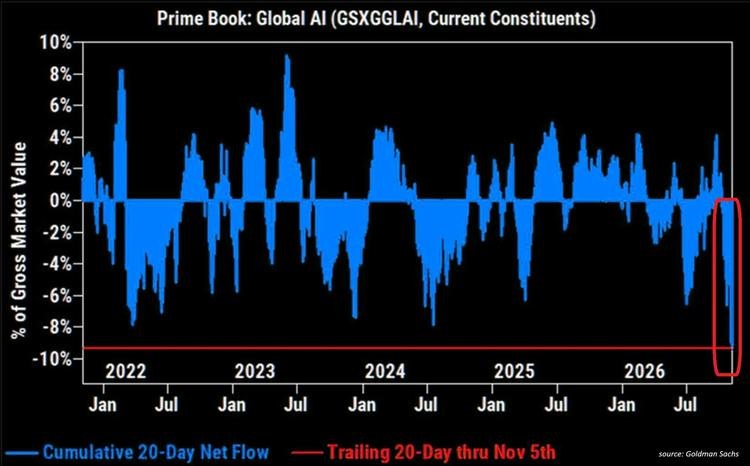 Prime Book: Global AI (GSXGGLAI, Current Constituents)
% of Gross Market Value
10%
8%
6%
4%
2%
0%
-2%
-4%
-6%
-8%
-10%
2022 2023 2024 2025 2026
Jan Jul Jan Jul Jan Jul Jan Jul Jan Jul
Cumulative 20-Day Net Flow Trailing 20-Day thru Nov 5th
source: Goldman Sachs